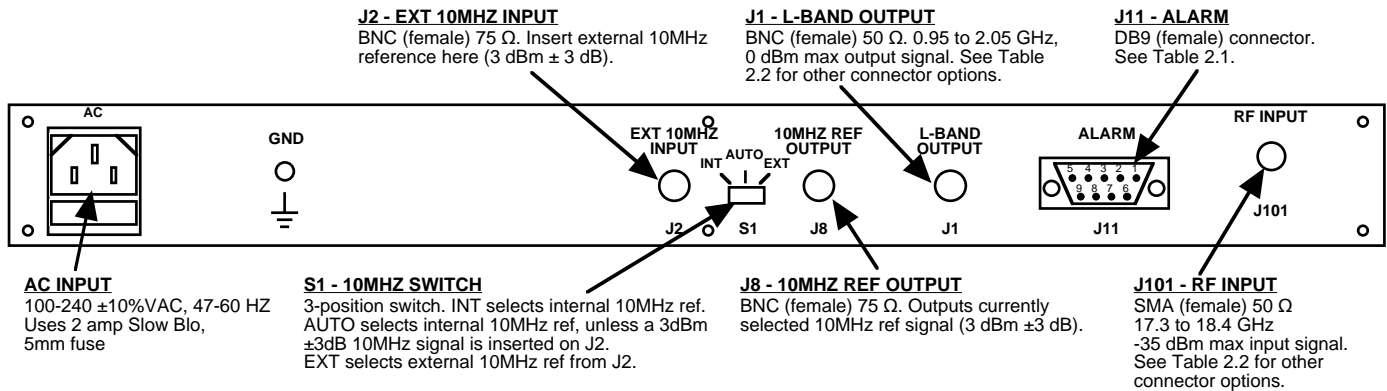 J2 - EXT 10MHZ INPUT
BNC (female) 75 Ω. Insert external 10MHz
reference here (3 dBm ± 3 dB).
J1 - L-BAND OUTPUT
BNC (female) 50 Ω. 0.95 to 2.05 GHz,
0 dBm max output signal. See Table
2.2 for other connector options.
J11 - ALARM
DB9 (female) connector.
See Table 2.1.
AC
GND
EXT 10MHZ
INPUT
INT
AUTO
EXT
10MHZ REF
OUTPUT
L-BAND
OUTPUT
ALARM
5 4 3 2 1
9 8 7 6
RF INPUT
J2
S1
J8
J1
J11
J101
AC INPUT
100-240 ±10%VAC, 47-60 HZ
Uses 2 amp Slow Blo,
5mm fuse
S1 - 10MHZ SWITCH
3-position switch. INT selects internal 10MHz ref.
AUTO selects internal 10MHz ref, unless a 3dBm
±3dB 10MHz signal is inserted on J2.
EXT selects external 10MHz ref from J2.
J8 - 10MHZ REF OUTPUT
BNC (female) 75 Ω. Outputs currently
selected 10MHz ref signal (3 dBm ±3 dB).
J101 - RF INPUT
SMA (female) 50 Ω
17.3 to 18.4 GHz
-35 dBm max input signal.
See Table 2.2 for other
connector options.